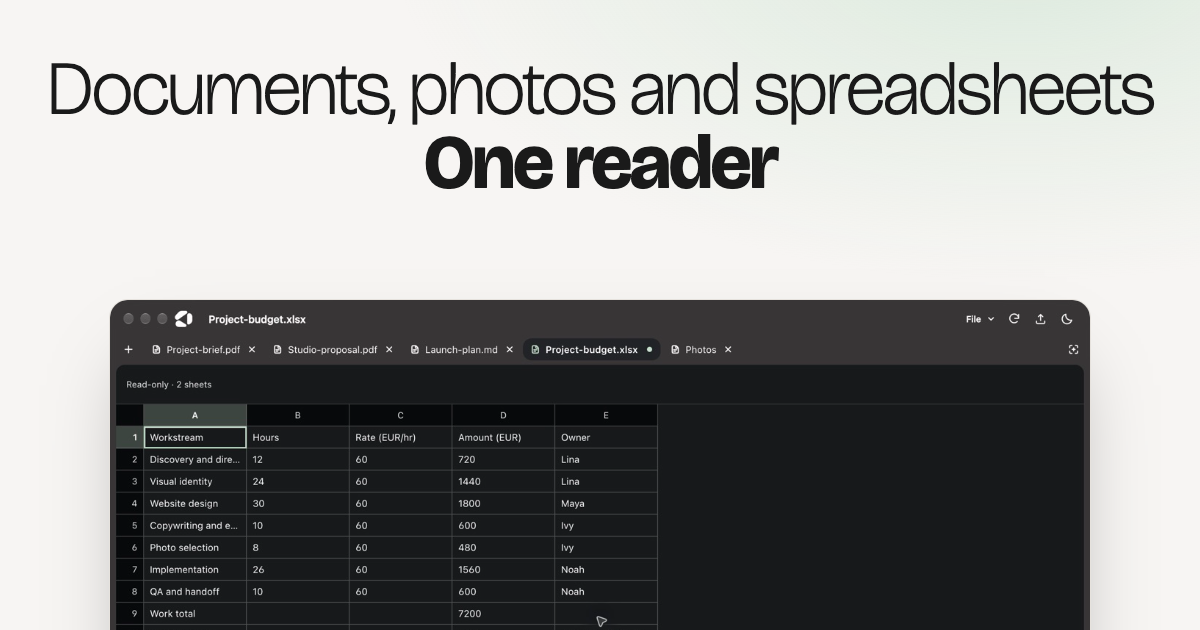 Documents, photos and spreadsheets
One reader
Project-budget.xlsx File
Project-brief.pdf Studio-proposal.pdf Launch-plan.md Project-budget.xlsx Photos
Read-only · 2 sheets
A B C D E
1 Workstream Hours Rate (EUR/hr) Amount (EUR) Owner
2 Discovery and dire... 12 60 720 Lina
3 Visual identity 24 60 1440 Lina
4 Website design 30 60 1800 Maya
5 Copywriting and e... 10 60 600 Ivy
6 Photo selection 8 60 480 Ivy
7 Implementation 26 60 1560 Noah
8 QA and handoff 10 60 600 Noah
9 Work total 7200